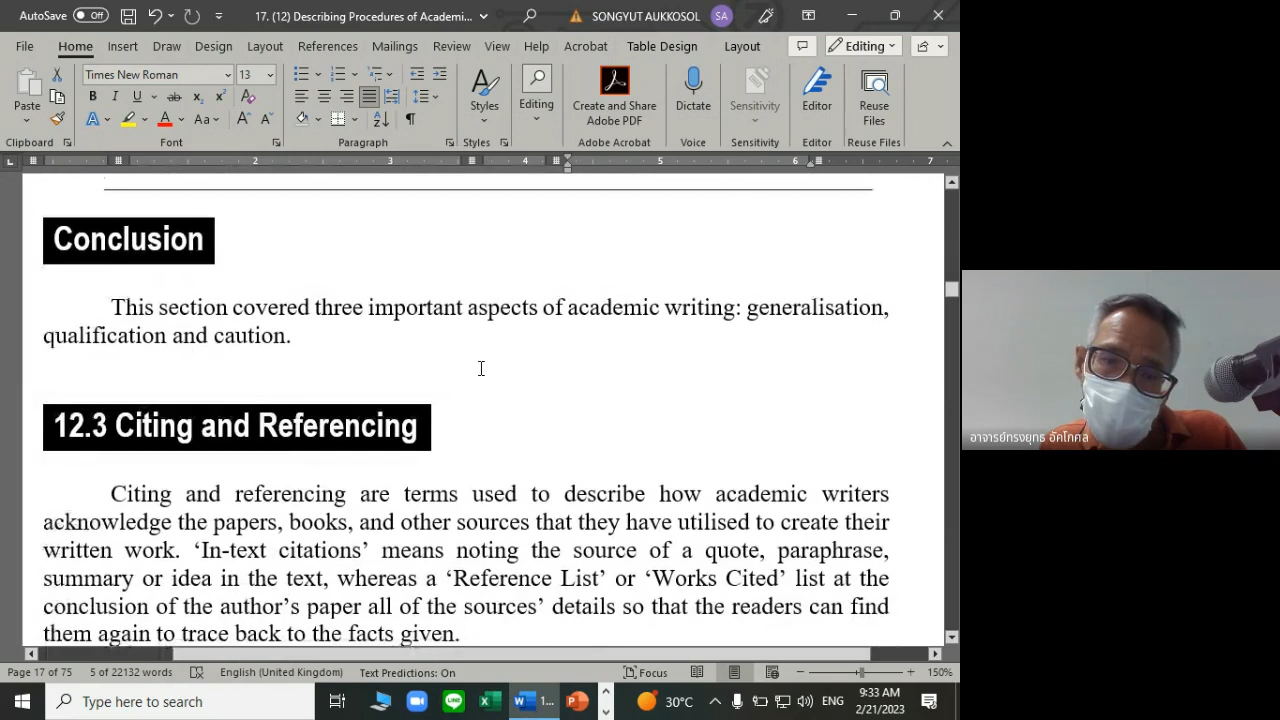 AutoSave Off 17. (12) Describing Procedures of Academi... SONGYUT AUKKOSOL SA
File Home Insert Draw Design Layout References Mailings Review View Help Acrobat Table Design Layout Editing
Times New Roman 13
Paste Styles Editing Create and Share Adobe PDF Dictate Sensitivity Editor Reuse Files
Clipboard Font Paragraph Styles Adobe Acrobat Voice Sensitivity Editor Reuse Files
2 3 4 5 6 7
Conclusion
This section covered three important aspects of academic writing: generalisation,
qualification and caution.
12.3 Citing and Referencing
Citing and referencing are terms used to describe how academic writers
acknowledge the papers, books, and other sources that they have utilised to create their
written work. ‘In-text citations’ means noting the source of a quote, paraphrase,
summary or idea in the text, whereas a ‘Reference List’ or ‘Works Cited’ list at the
conclusion of the author’s paper all of the sources’ details so that the readers can find
them again to trace back to the facts given.
อาจารย์ทรงยุทธ อัคโกศล
Page 17 of 75 5 of 22132 words English (United Kingdom) Text Predictions: On Focus 150%
Type here to search 1... 30°C ENG 9:33 AM
2/21/2023